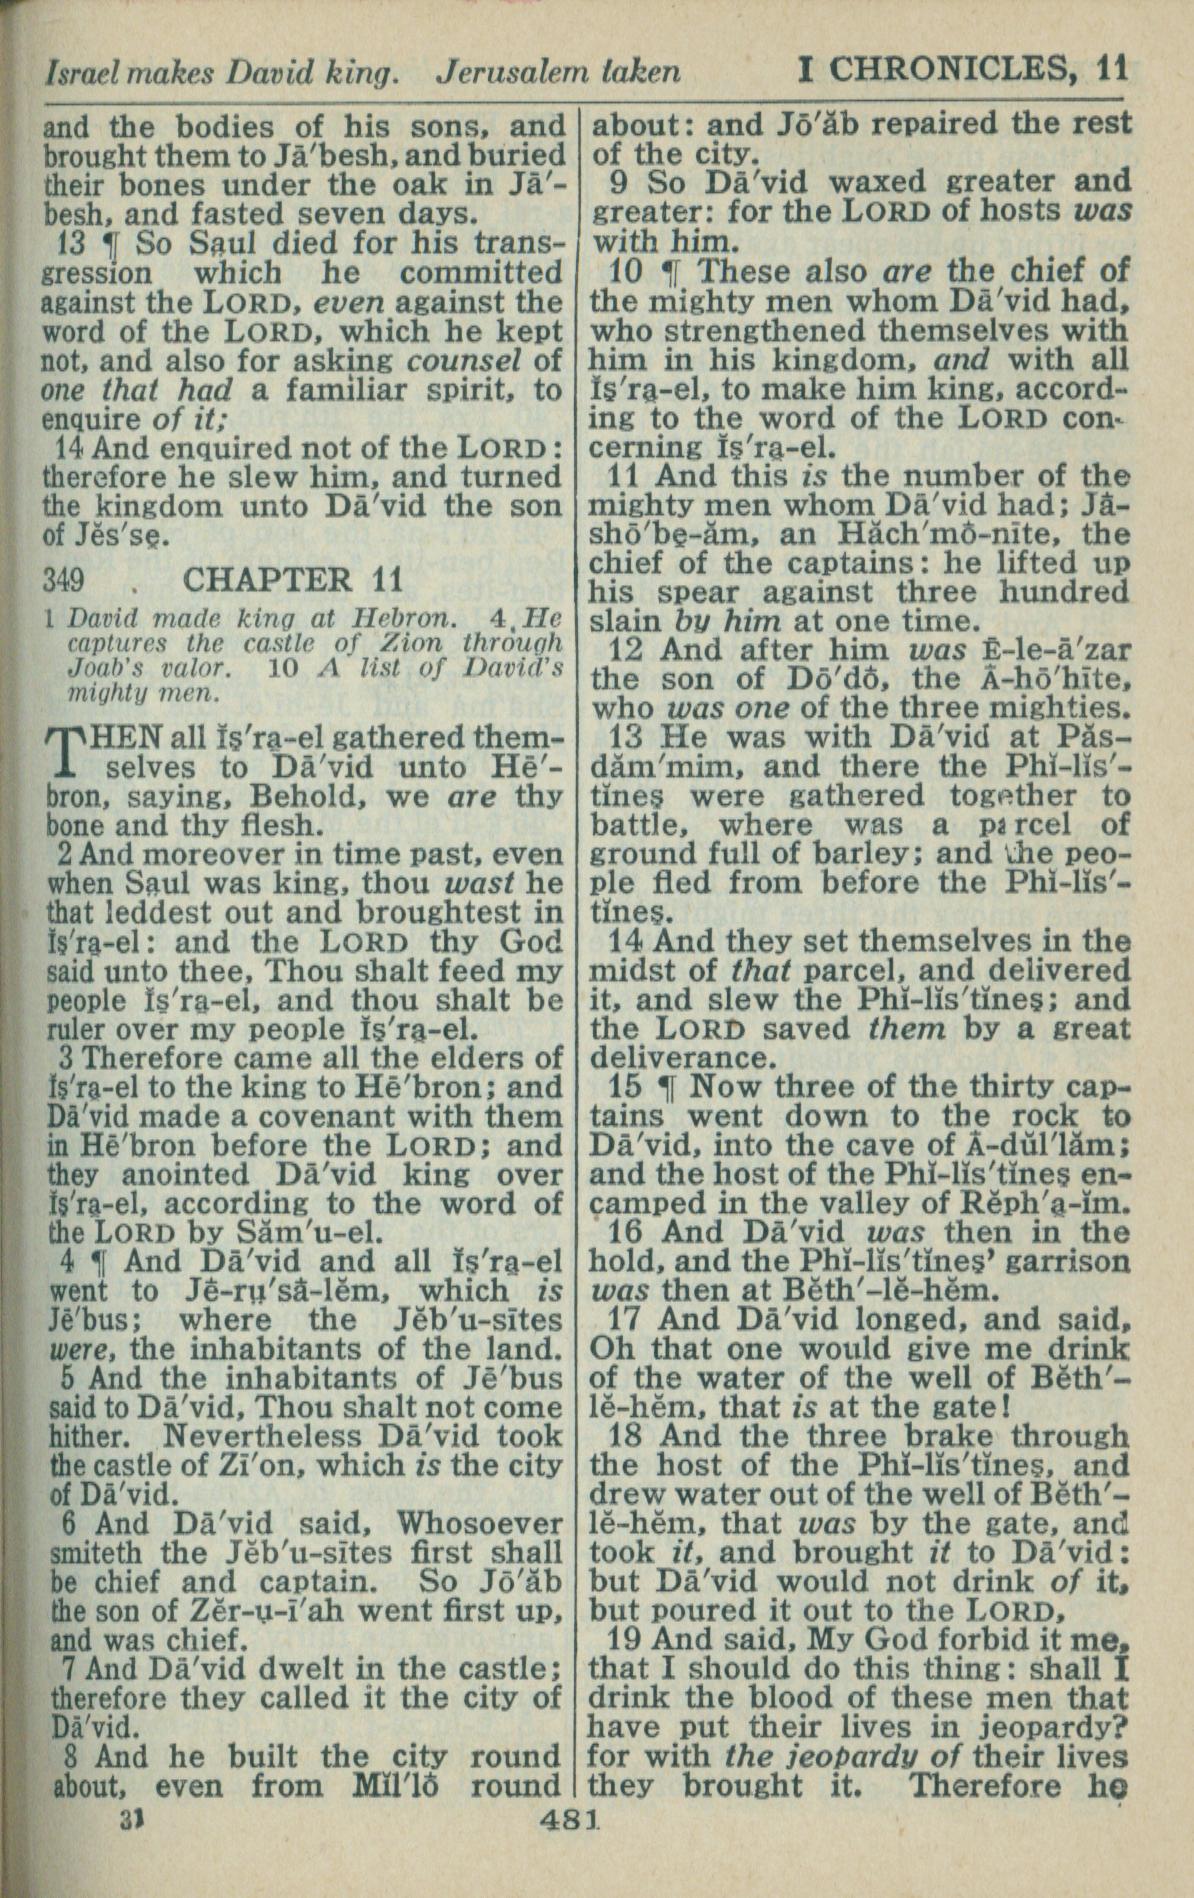 Israel makes David king. Jerusalem taken
I CHRONICLES, 11
and the bodies of his sons, and
brought them to Jā′besh, and buried
their bones under the oak in Jā′-
besh, and fasted seven days.
13 ¶ So Sa̤ul died for his trans-
gression which he committed
against the LORD, even against the
word of the LORD, which he kept
not, and also for asking counsel of
one that had a familiar spirit, to
enquire of it;
14 And enquired not of the LORD:
therefore he slew him, and turned
the kingdom unto Dā′vid the son
of Jĕs′se̤.
349 CHAPTER 11
1 David made king at Hebron. 4 He
captures the castle of Zion through
Joab's valor. 10 A list of David's
mighty men.
THEN all Ĭş′ra̤-el gathered them-
selves to Dā′vid unto Hē′-
bron, saying, Behold, we are thy
bone and thy flesh.
2 And moreover in time past, even
when Sa̤ul was king, thou wast he
that leddest out and broughtest in
Ĭş′ra̤-el: and the LORD thy God
said unto thee, Thou shalt feed my
people Ĭş′ra̤-el, and thou shalt be
ruler over my people Ĭş′ra̤-el.
3 Therefore came all the elders of
Ĭş′ra̤-el to the king to Hē′bron; and
Dā′vid made a covenant with them
in Hē′bron before the LORD; and
they anointed Dā′vid king over
Ĭş′ra̤-el, according to the word of
the LORD by Săm′u-el.
4 ¶ And Dā′vid and all Ĭş′ra̤-el
went to Jē̇-rṳ′så-lĕm, which is
Jē′bus; where the Jĕb′u-sītes
were, the inhabitants of the land.
5 And the inhabitants of Jē′bus
said to Dā′vid, Thou shalt not come
hither. Nevertheless Dā′vid took
the castle of Zī′on, which is the city
of Dā′vid.
6 And Dā′vid said, Whosoever
smiteth the Jĕb′u-sītes first shall
be chief and captain. So Jō′ăb
the son of Zĕr-ṳ-ī′ah went first up,
and was chief.
7 And Dā′vid dwelt in the castle;
therefore they called it the city of
Dā′vid.
8 And he built the city round
about, even from Mĭl′lō̇ round
31
about: and Jō′ăb repaired the rest
of the city.
9 So Dā′vid waxed greater and
greater: for the LORD of hosts was
with him.
10 ¶ These also are the chief of
the mighty men whom Dā′vid had,
who strengthened themselves with
him in his kingdom, and with all
Ĭş′ra̤-el, to make him king, accord-
ing to the word of the LORD con-
cerning Ĭş′ra̤-el.
11 And this is the number of the
mighty men whom Dā′vid had; Jå-
shō′be̤-ăm, an Hăch′mō̇-nīte, the
chief of the captains: he lifted up
his spear against three hundred
slain by him at one time.
12 And after him was Ē-le-ā′zar
the son of Dō′dō̇, the Å-hō′hīte,
who was one of the three mighties.
13 He was with Dā′vid at Păs-
dăm′mim, and there the Phĭ-lĭs′-
tĭneş were gathered together to
battle, where was a parcel of
ground full of barley; and the peo-
ple fled from before the Phĭ-lĭs′-
tĭneş.
14 And they set themselves in the
midst of that parcel, and delivered
it, and slew the Phĭ-lĭs′tĭneş; and
the LORD saved them by a great
deliverance.
15 ¶ Now three of the thirty cap-
tains went down to the rock to
Dā′vid, into the cave of Å-dŭl′lăm;
and the host of the Phĭ-lĭs′tĭneş en-
camped in the valley of Rĕph′a̤-ĭm.
16 And Dā′vid was then in the
hold, and the Phĭ-lĭs′tĭneş’ garrison
was then at Bĕth′-lĕ-hĕm.
17 And Dā′vid longed, and said,
Oh that one would give me drink
of the water of the well of Bĕth′-
lĕ-hĕm, that is at the gate!
18 And the three brake through
the host of the Phĭ-lĭs′tĭneş, and
drew water out of the well of Bĕth′-
lĕ-hĕm, that was by the gate, and
took it, and brought it to Dā′vid:
but Dā′vid would not drink of it,
but poured it out to the LORD,
19 And said, My God forbid it me,
that I should do this thing: shall I
drink the blood of these men that
have put their lives in jeopardy?
for with the jeopardy of their lives
they brought it. Therefore he
481